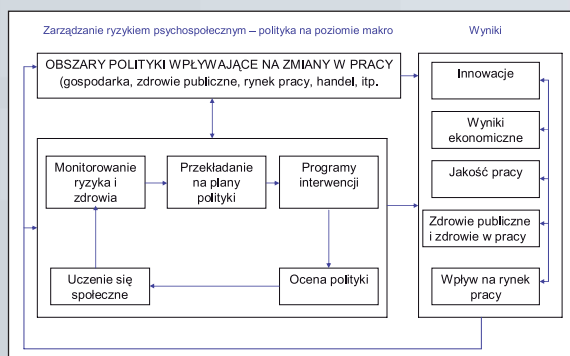 Zarządzanie ryzykiem psychospołecznym – polityka na poziomie makro
Wyniki
OBSZARY POLITYKI WPŁYWAJĄCE NA ZMIANY W PRACY
(gospodarka, zdrowie publiczne, rynek pracy, handel, itp.
Monitorowanie
ryzyka i
zdrowia
Przekładanie
na plany
polityki
Programy
interwencji
Uczenie się
społeczne
Ocena polityki
Innowacje
Wyniki
ekonomiczne
Jakość pracy
Zdrowie publiczne
i zdrowie w pracy
Wpływ na rynek
pracy